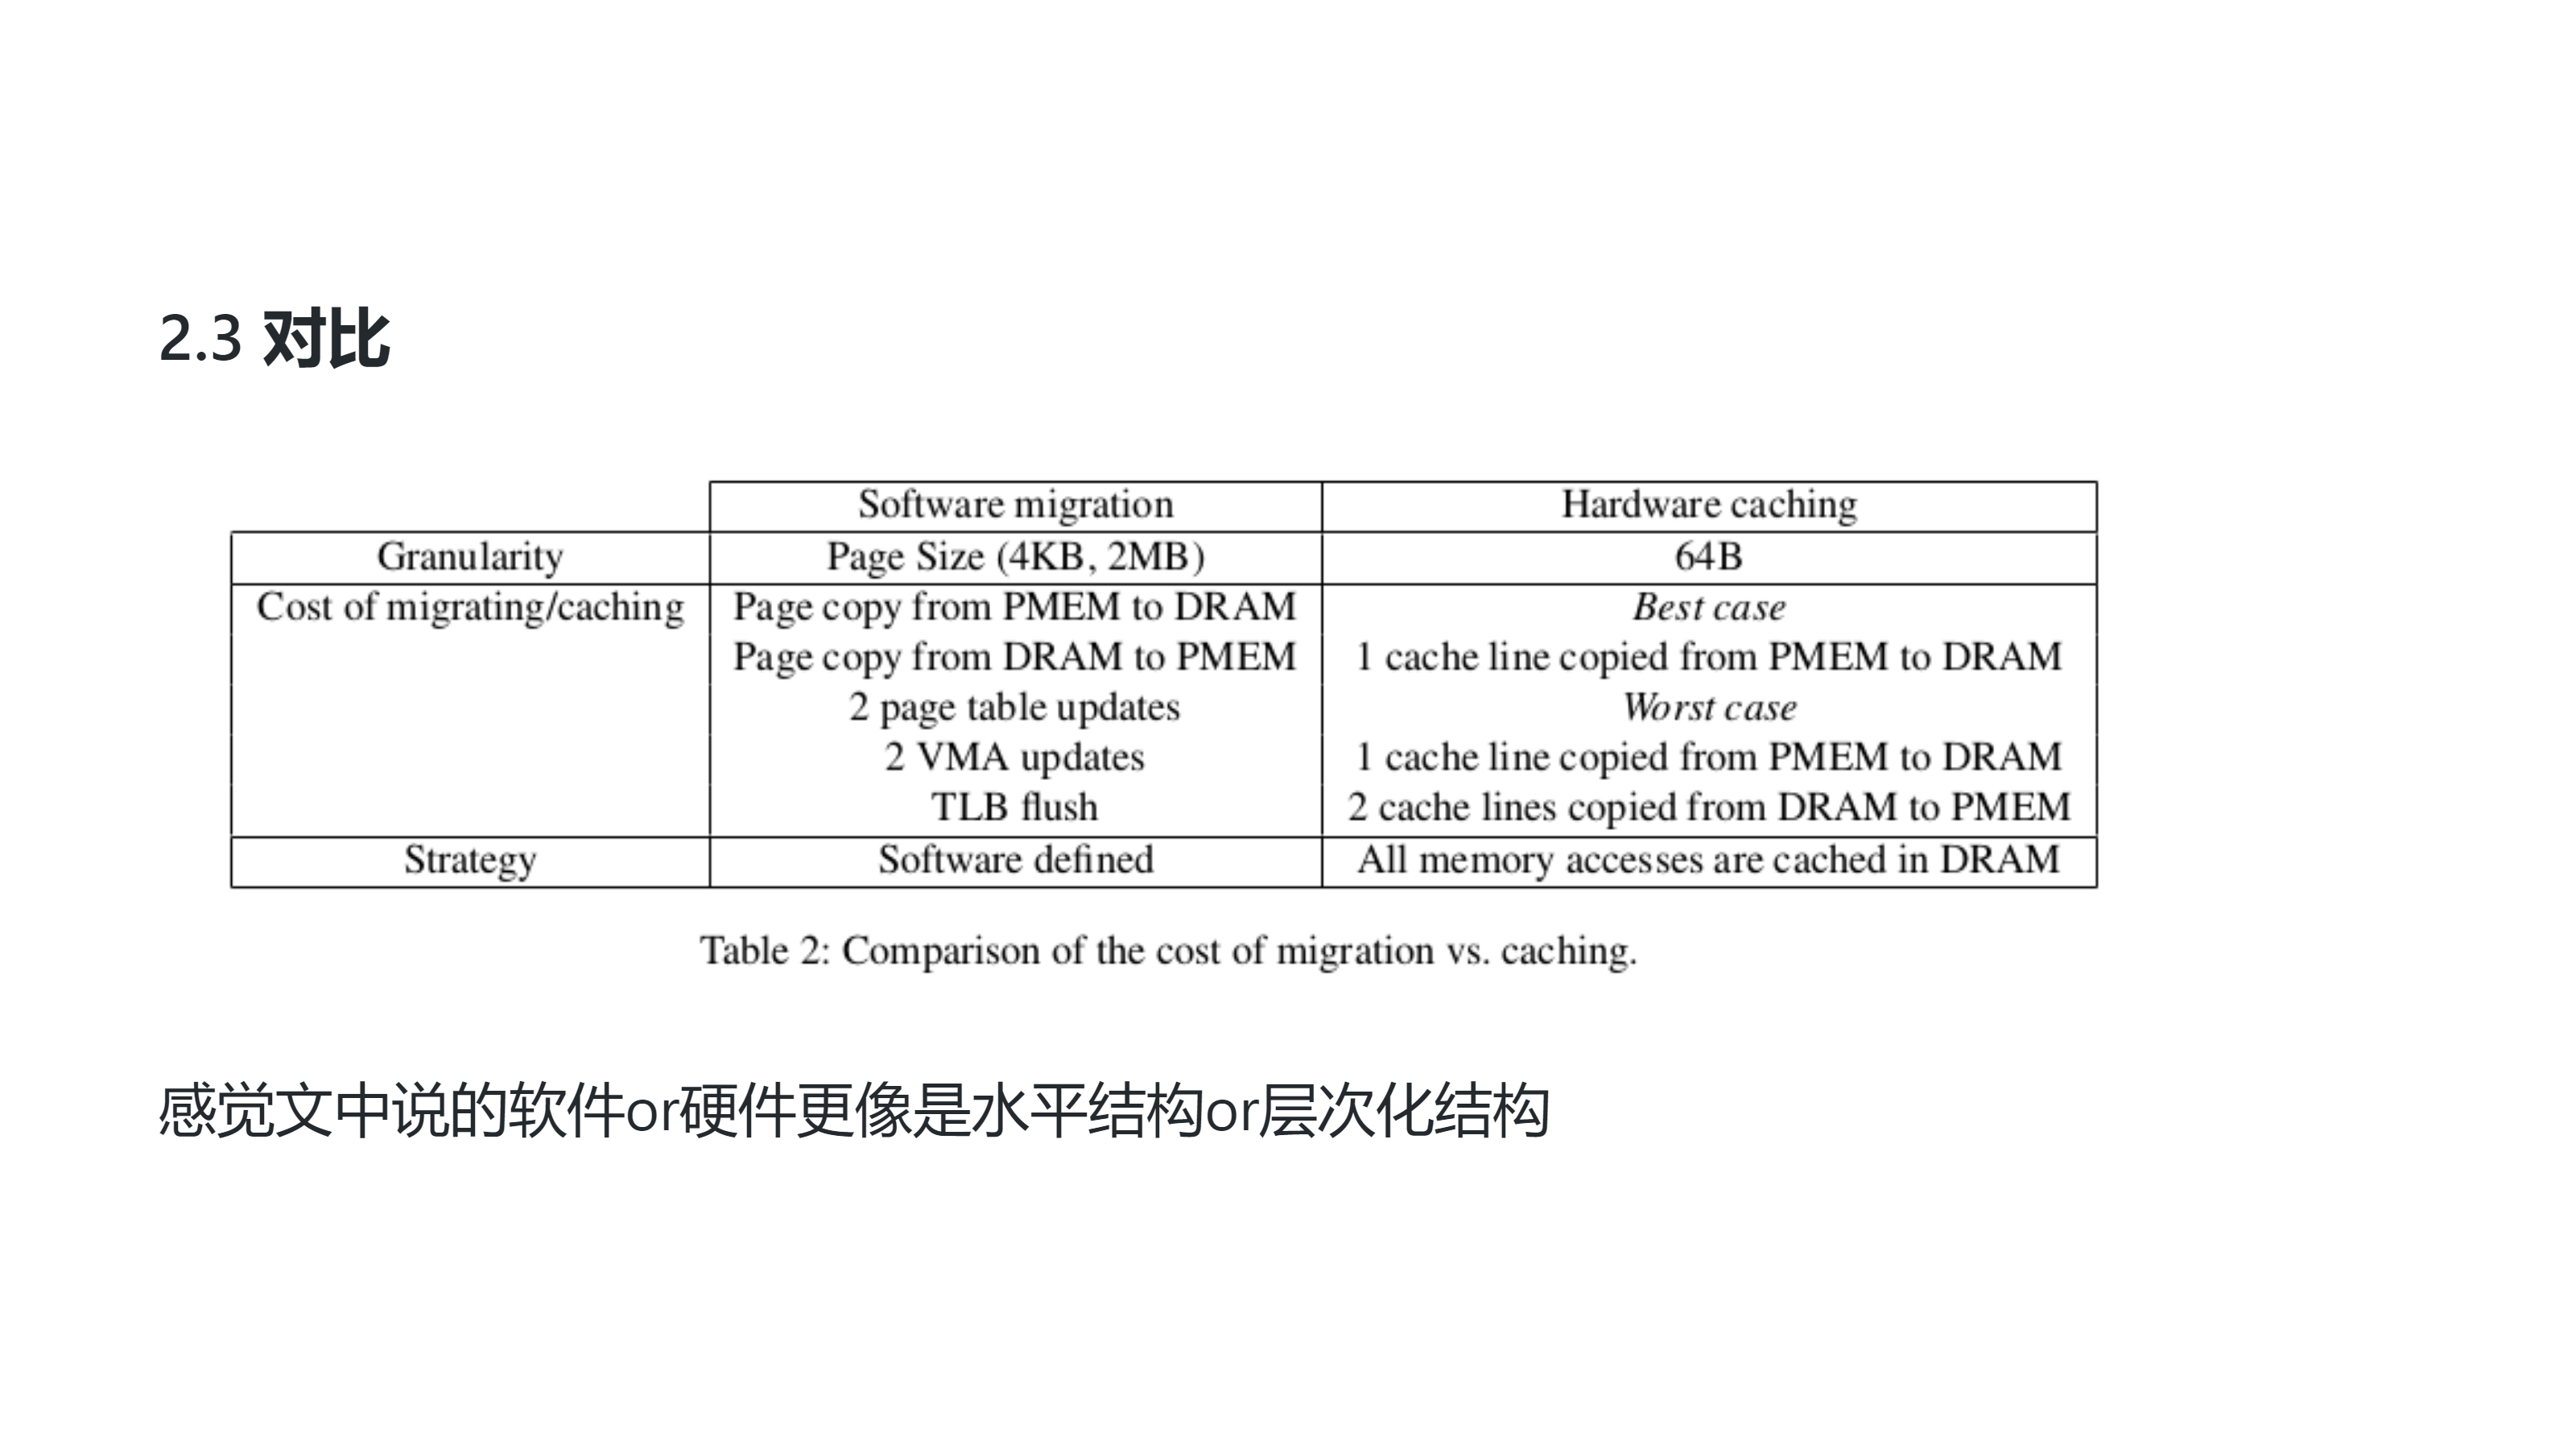 2.3 对比
Software migration Hardware caching
Granularity Page Size (4KB, 2MB) 64B
Cost of migrating/caching Page copy from PMEM to DRAM Best case
Page copy from DRAM to PMEM 1 cache line copied from PMEM to DRAM
2 page table updates Worst case
2 VMA updates 1 cache line copied from PMEM to DRAM
TLB flush 2 cache lines copied from DRAM to PMEM
Strategy Software defined All memory accesses are cached in DRAM
Table 2: Comparison of the cost of migration vs. caching.
感觉文中说的软件or硬件更像是水平结构or层次化结构